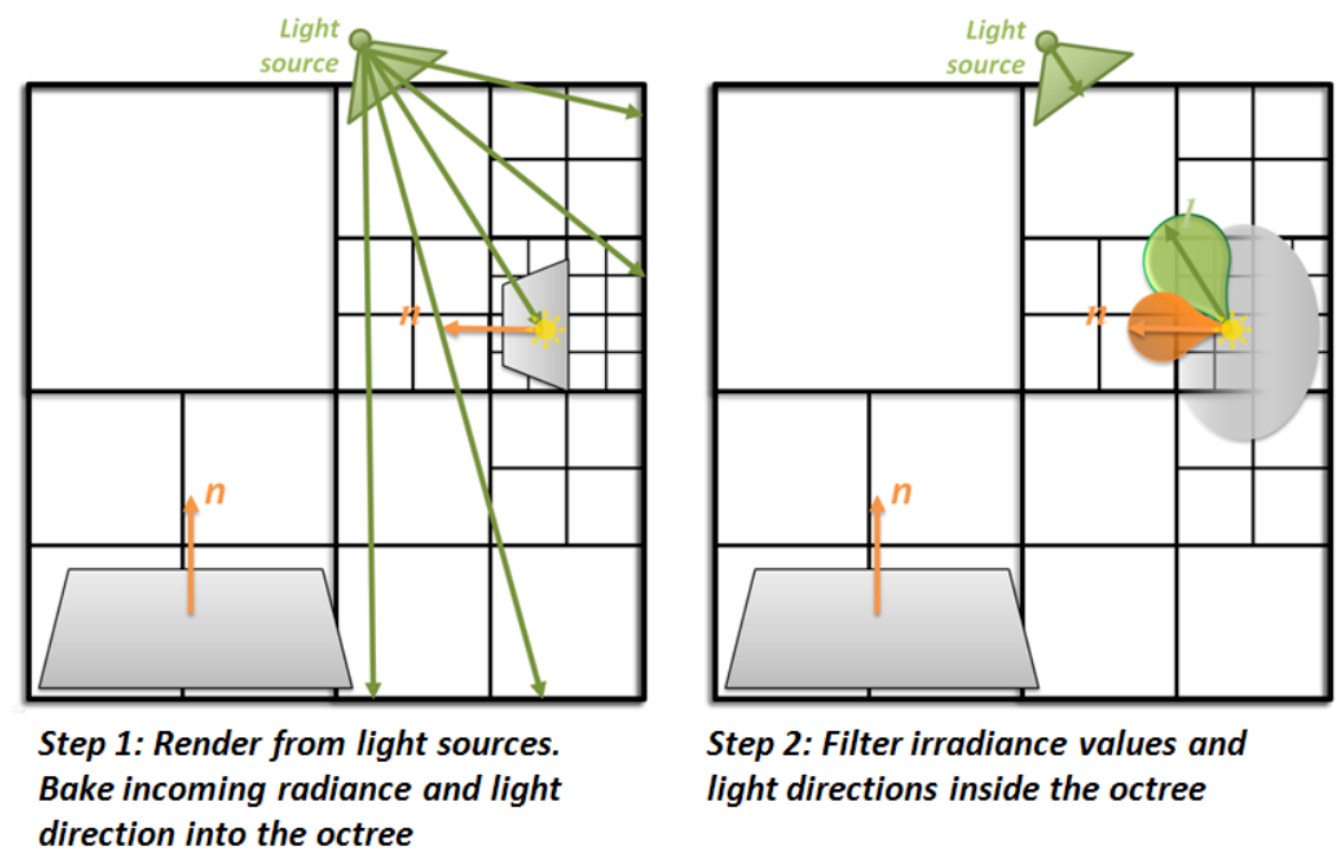 Light
source
n
n
Step 1: Render from light sources.
Bake incoming radiance and light
direction into the octree
Light
source
l
n
n
Step 2: Filter irradiance values and
light directions inside the octree